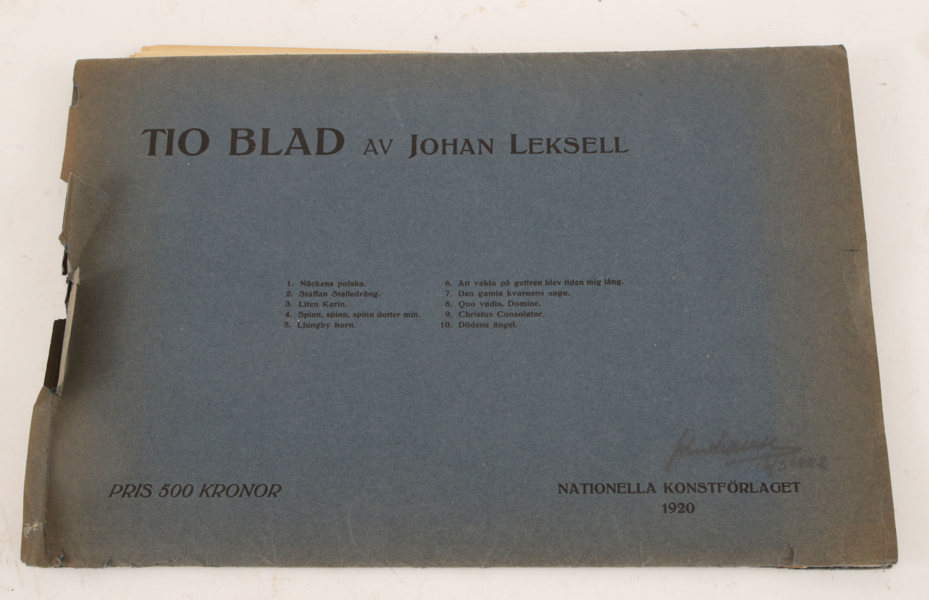 TIO BLAD AV JOHAN LEKSELL
1. Näckens polska.
2. Staffan Stalledräng.
3. Liten Karin.
4. Spinn, spinn, spinn dotter min.
5. Ljungby horn.
6. Att vakta på getiren blev tiden mig lång.
7. Den gamla kvarnens saga.
8. Quo vadis, Domine.
9. Christus Consolator.
10. Dödens ängel.
PRIS 500 KRONOR
NATIONELLA KONSTFÖRLAGET
1920